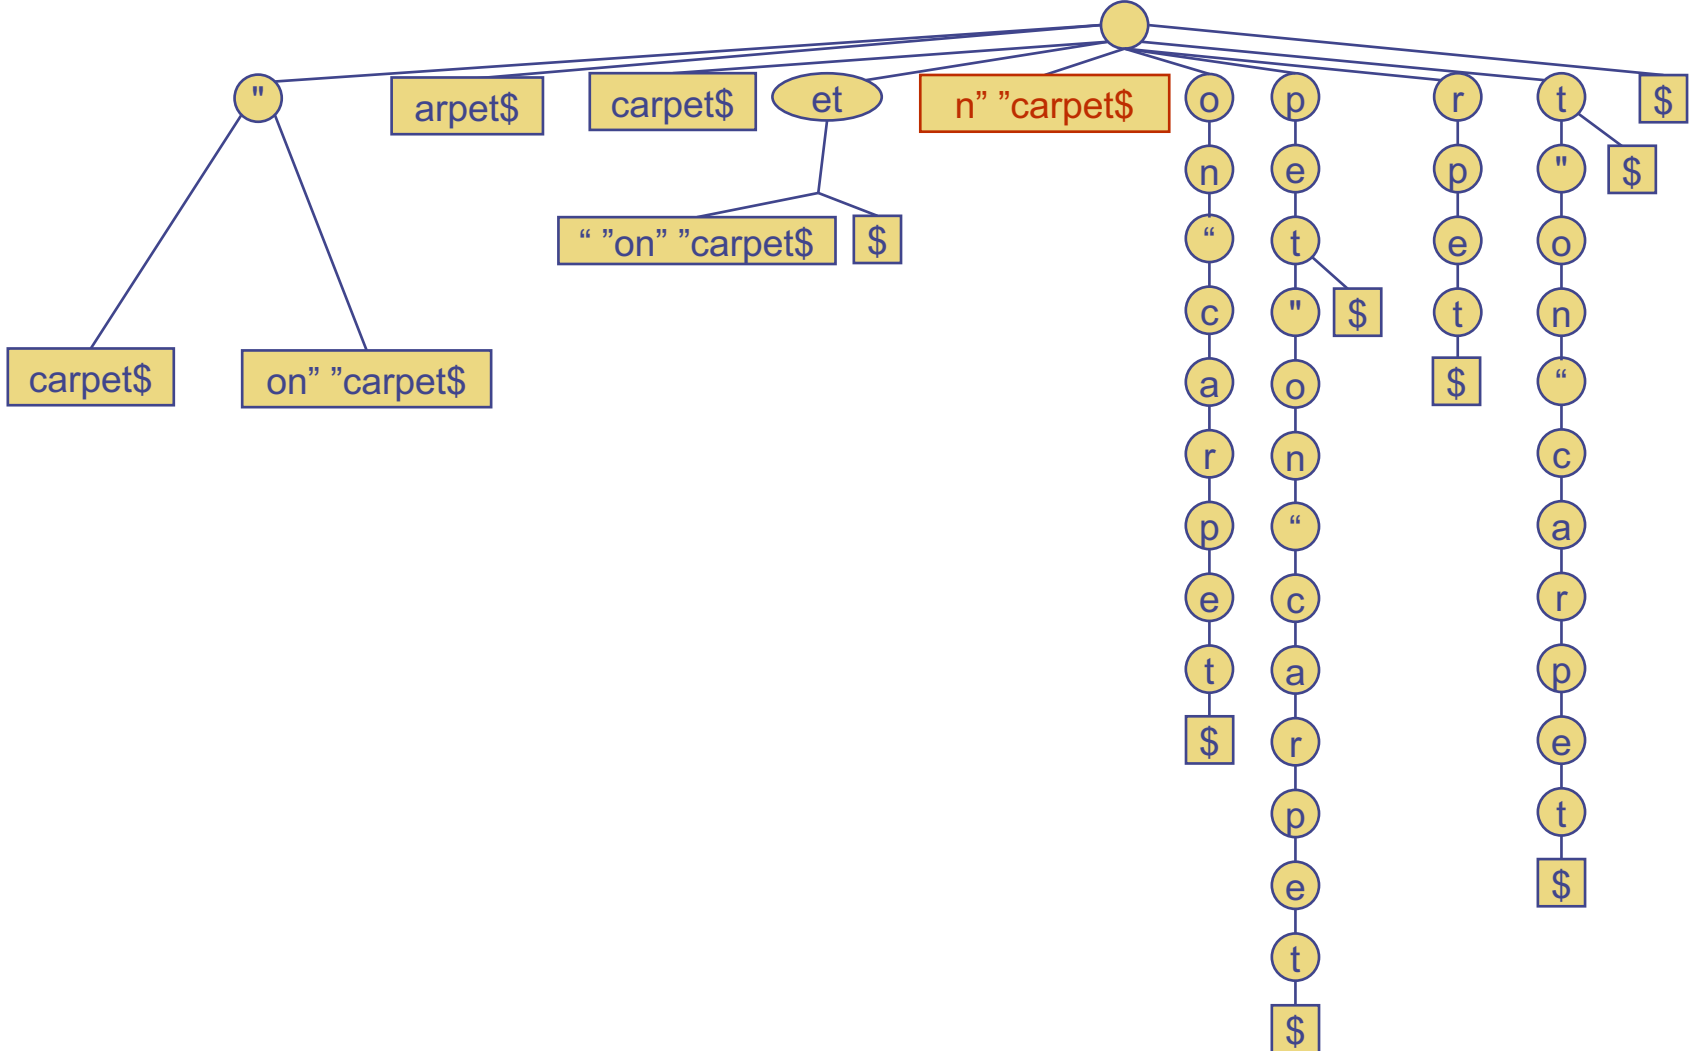 "
arpet$
carpet$
et
n” ”carpet$
o
p
r
t
$
n
e
p
"
$
“ ”on” ”carpet$
$
“
t
e
o
c
"
$
t
n
carpet$
on” ”carpet$
a
o
$
“
r
n
c
p
“
a
e
c
r
t
a
p
$
r
e
p
t
e
$
t
$